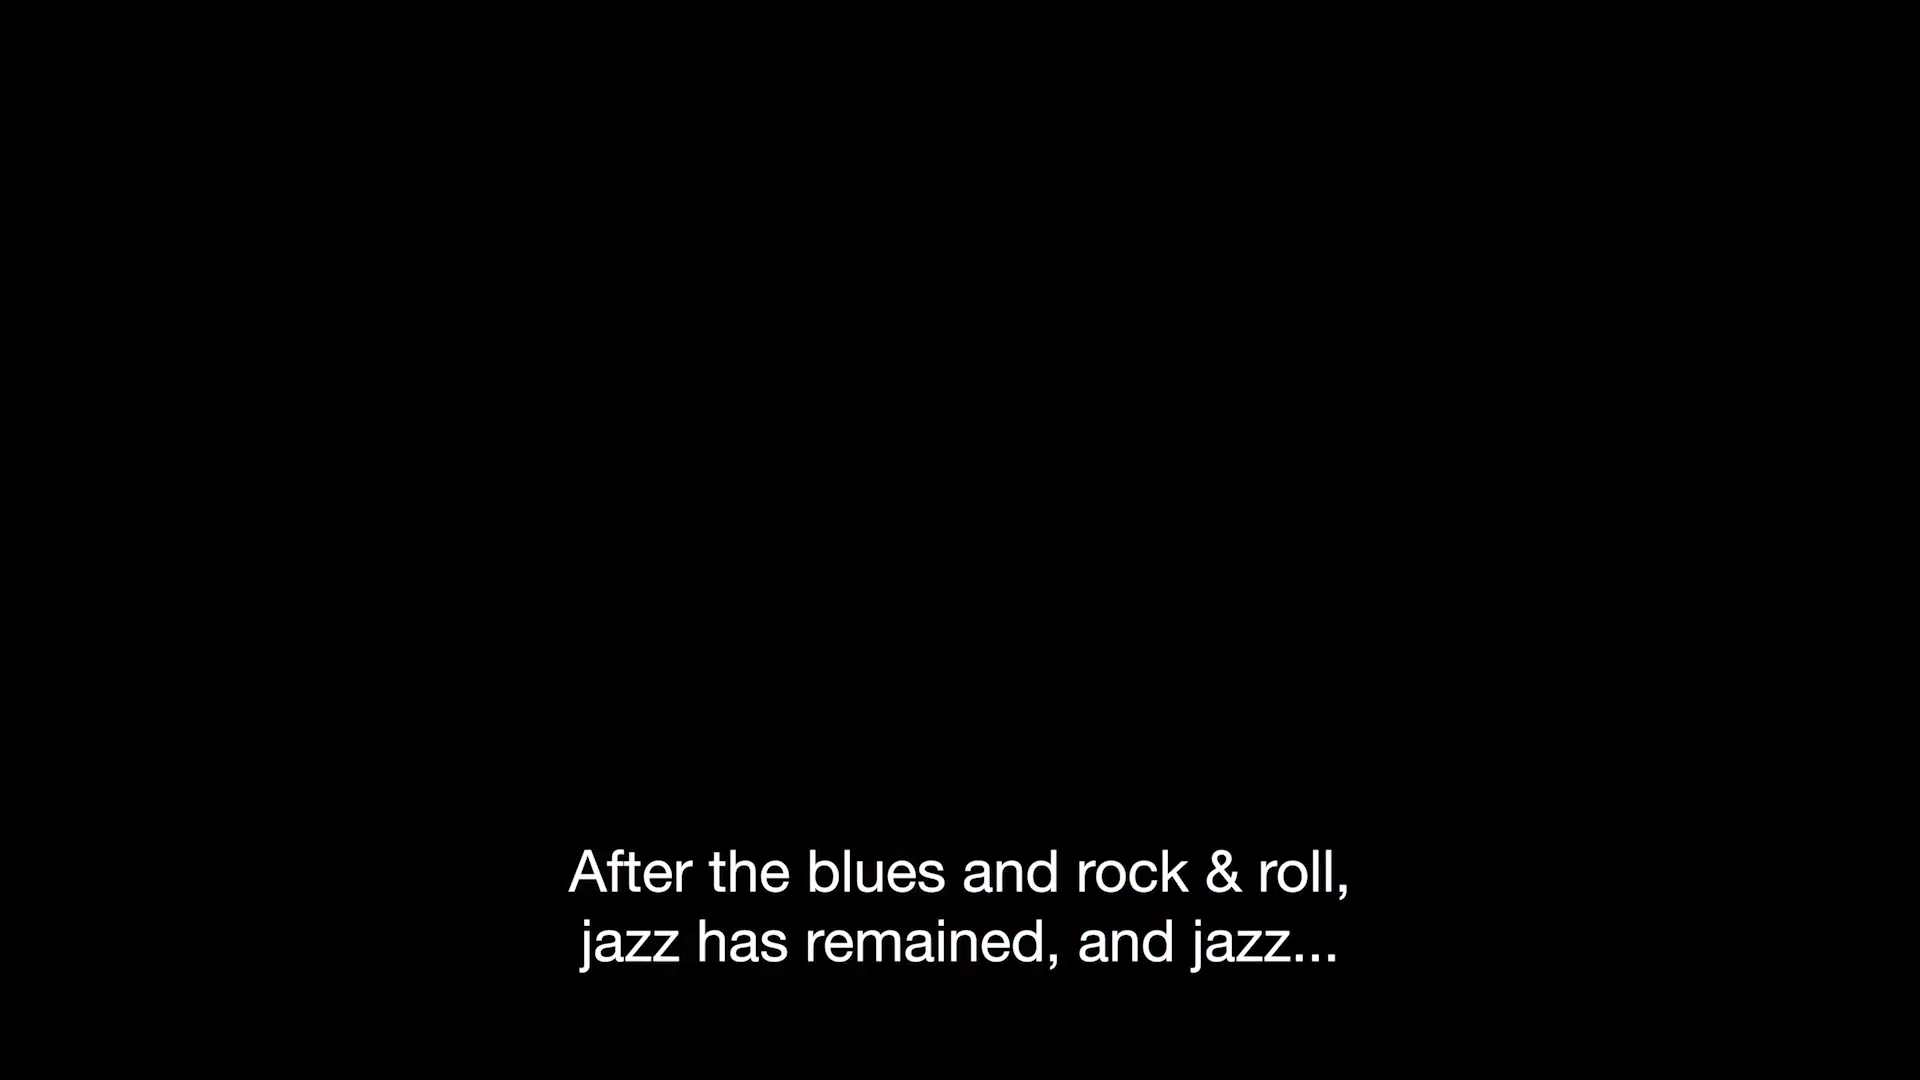 After the blues and rock & roll,
jazz has remained, and jazz...